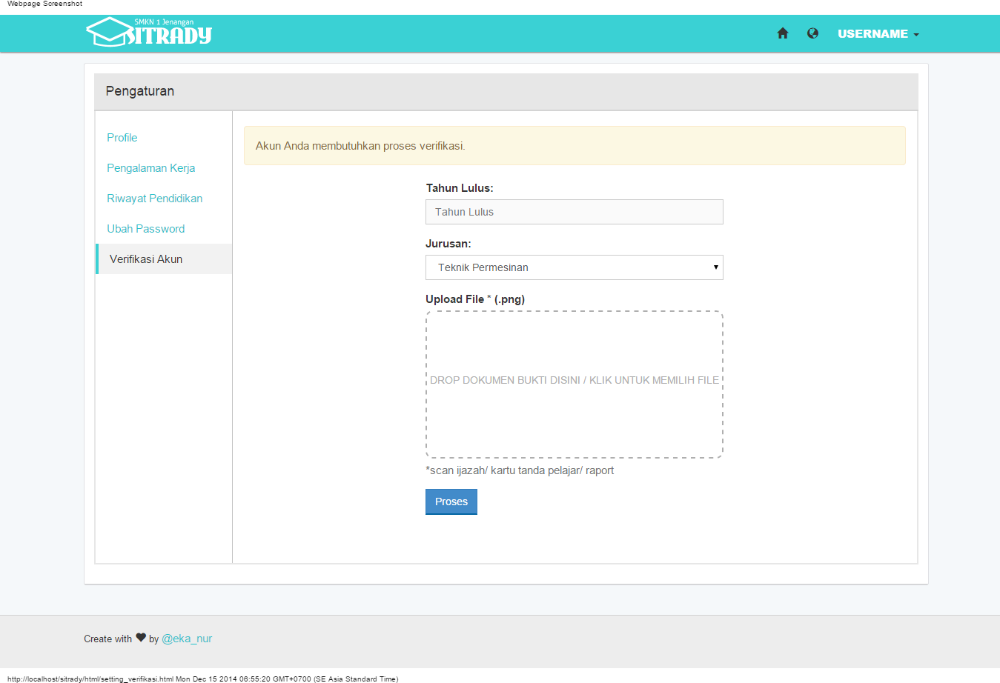 Webpage Screenshot
SMKN 1 Jenangan
SITRADY
USERNAME
Pengaturan
Profile
Pengalaman Kerja
Riwayat Pendidikan
Ubah Password
Verifikasi Akun
Akun Anda membutuhkan proses verifikasi.
Tahun Lulus:
Tahun Lulus
Jurusan:
Teknik Permesinan
Upload File * (.png)
DROP DOKUMEN BUKTI DISINI / KLIK UNTUK MEMILIH FILE
*scan ijazah/ kartu tanda pelajar/ raport
Proses
Create with ♥ by @eka_nur
http://localhost/sitrady/html/setting_verifikasi.html Mon Dec 15 2014 06:55:20 GMT+0700 (SE Asia Standard Time)